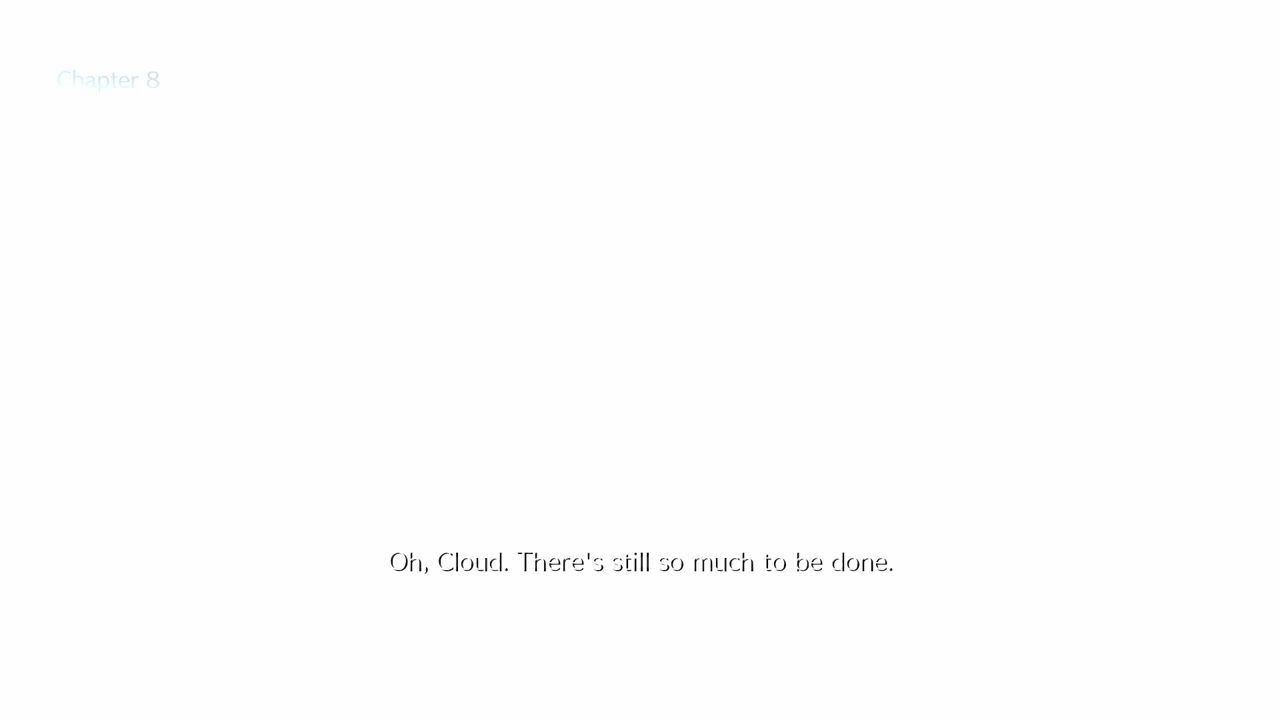 Chapter 8
Oh, Cloud. There's still so much to be done.